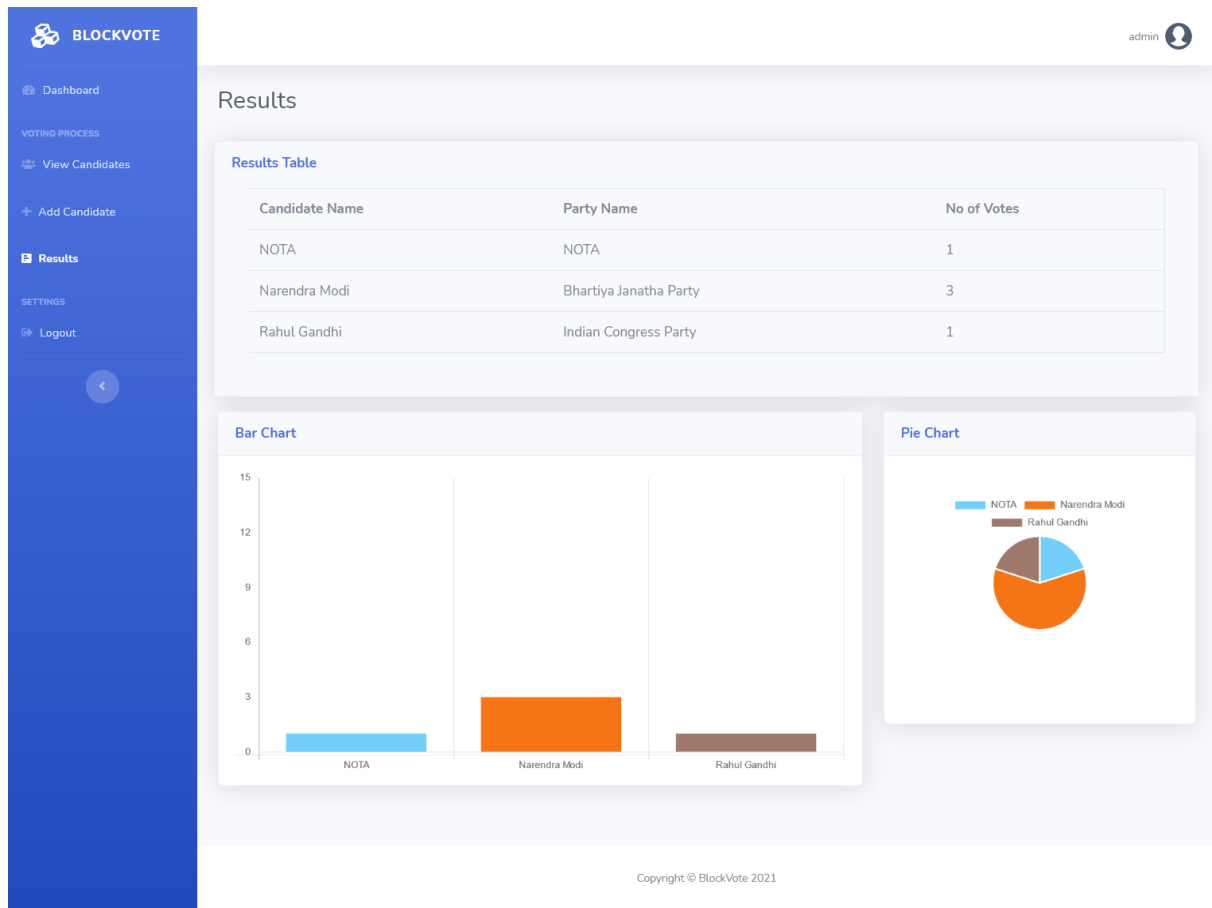 BLOCKVOTE
admin
Dashboard
VOTING PROCESS
View Candidates
Add Candidate
Results
SETTINGS
Logout
Results
Results Table
Candidate Name Party Name No of Votes
NOTA NOTA 1
Narendra Modi Bhartiya Janatha Party 3
Rahul Gandhi Indian Congress Party 1
Bar Chart
15
12
9
6
3
0
NOTA Narendra Modi Rahul Gandhi
Pie Chart
NOTA Narendra Modi
Rahul Gandhi
Copyright © BlockVote 2021